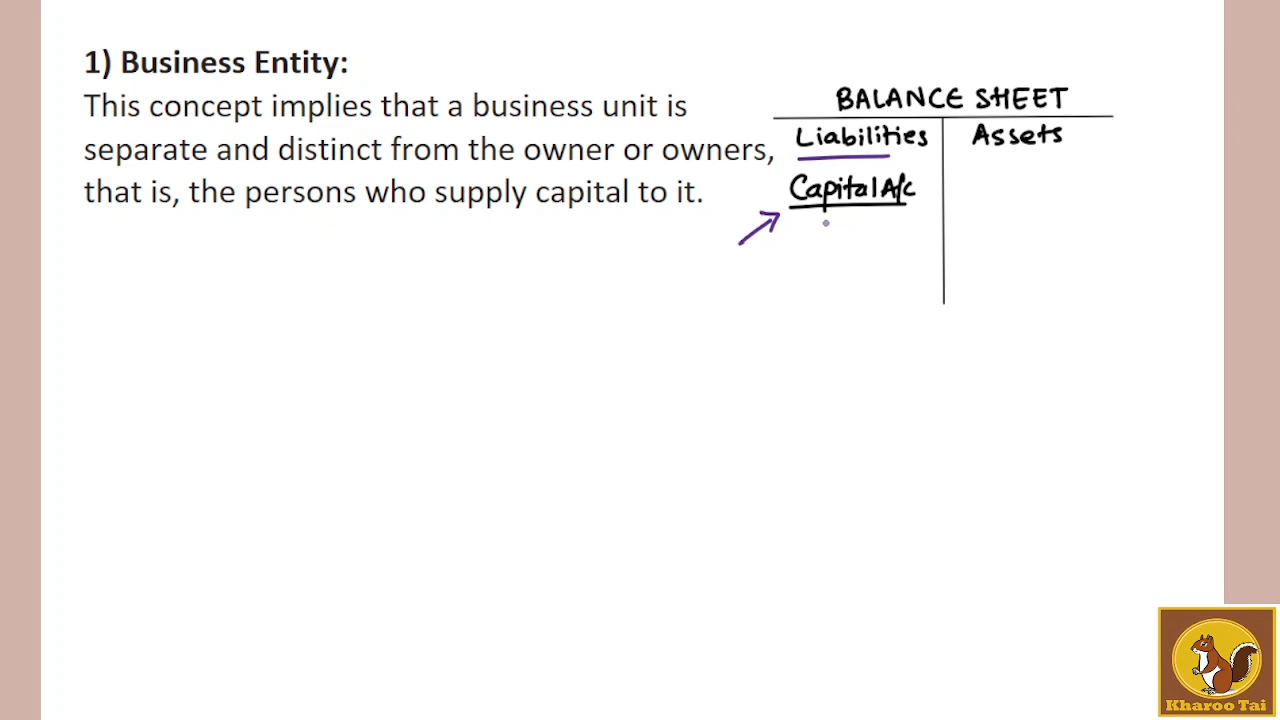 1) Business Entity:
This concept implies that a business unit is
separate and distinct from the owner or owners,
that is, the persons who supply capital to it.
BALANCE SHEET
Liabilities Assets
Capital A/c
Kharoo Tai